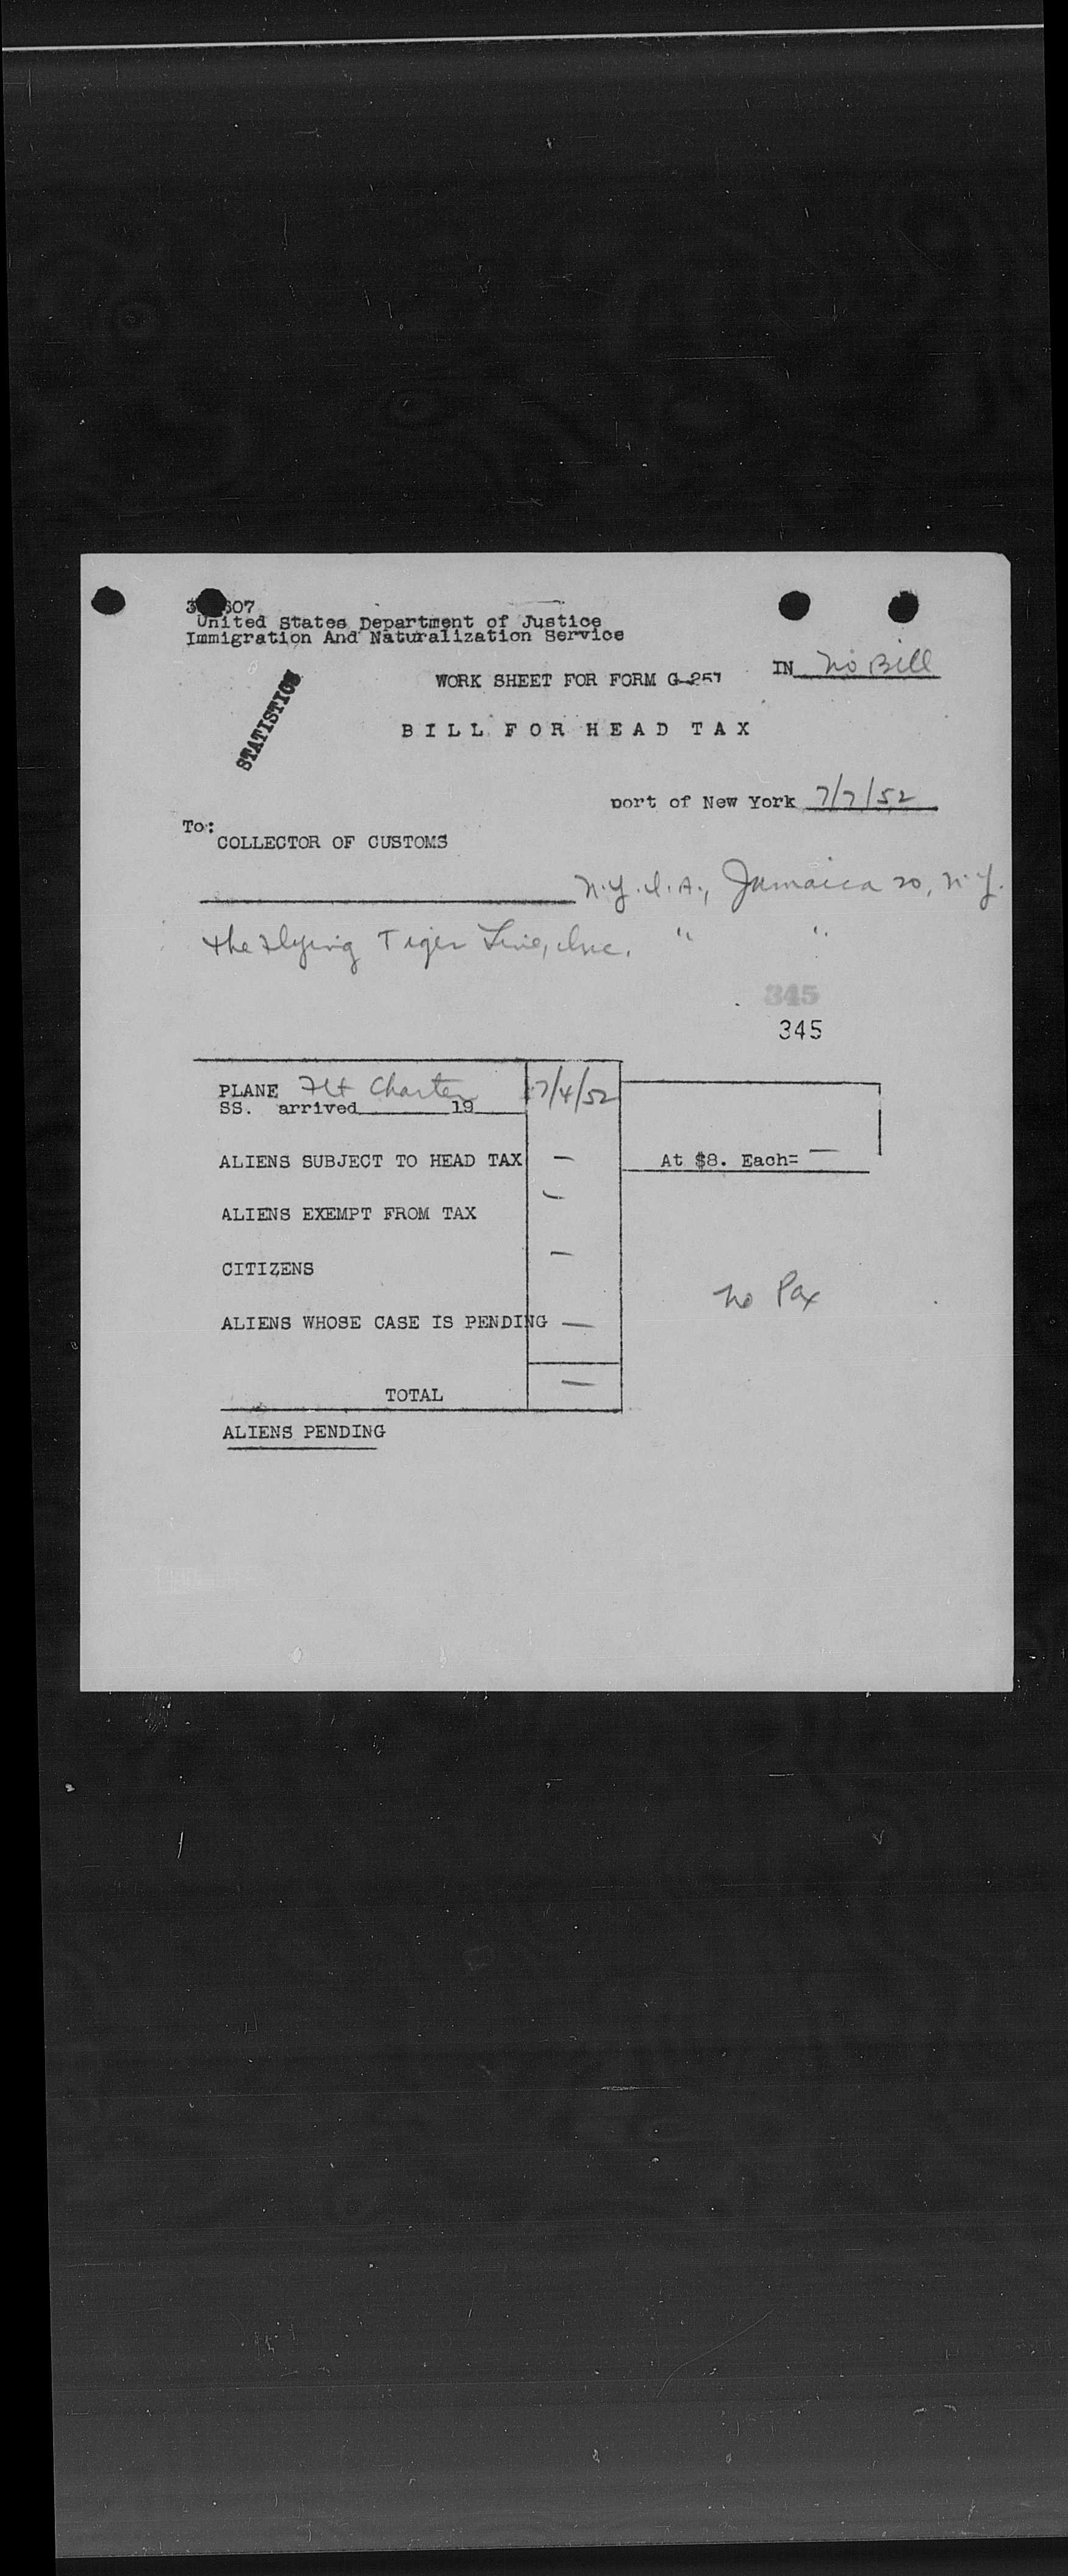 607
United States Department of Justice
Immigration And Naturalization Service
IN No Bill
WORK SHEET FOR FORM G-257
STATISTICS
BILL FOR HEAD TAX
port of New York 7/7/52
To:
COLLECTOR OF CUSTOMS
N.Y.I.A., Jamaica 20, N.Y.
The Flying Tiger Line, Inc. " "
345
345
PLANE Flt Charter 7/4/52
SS. arrived 19
ALIENS SUBJECT TO HEAD TAX — At $8. Each= —
ALIENS EXEMPT FROM TAX —
CITIZENS —
No Pax
ALIENS WHOSE CASE IS PENDING —
TOTAL —
ALIENS PENDING